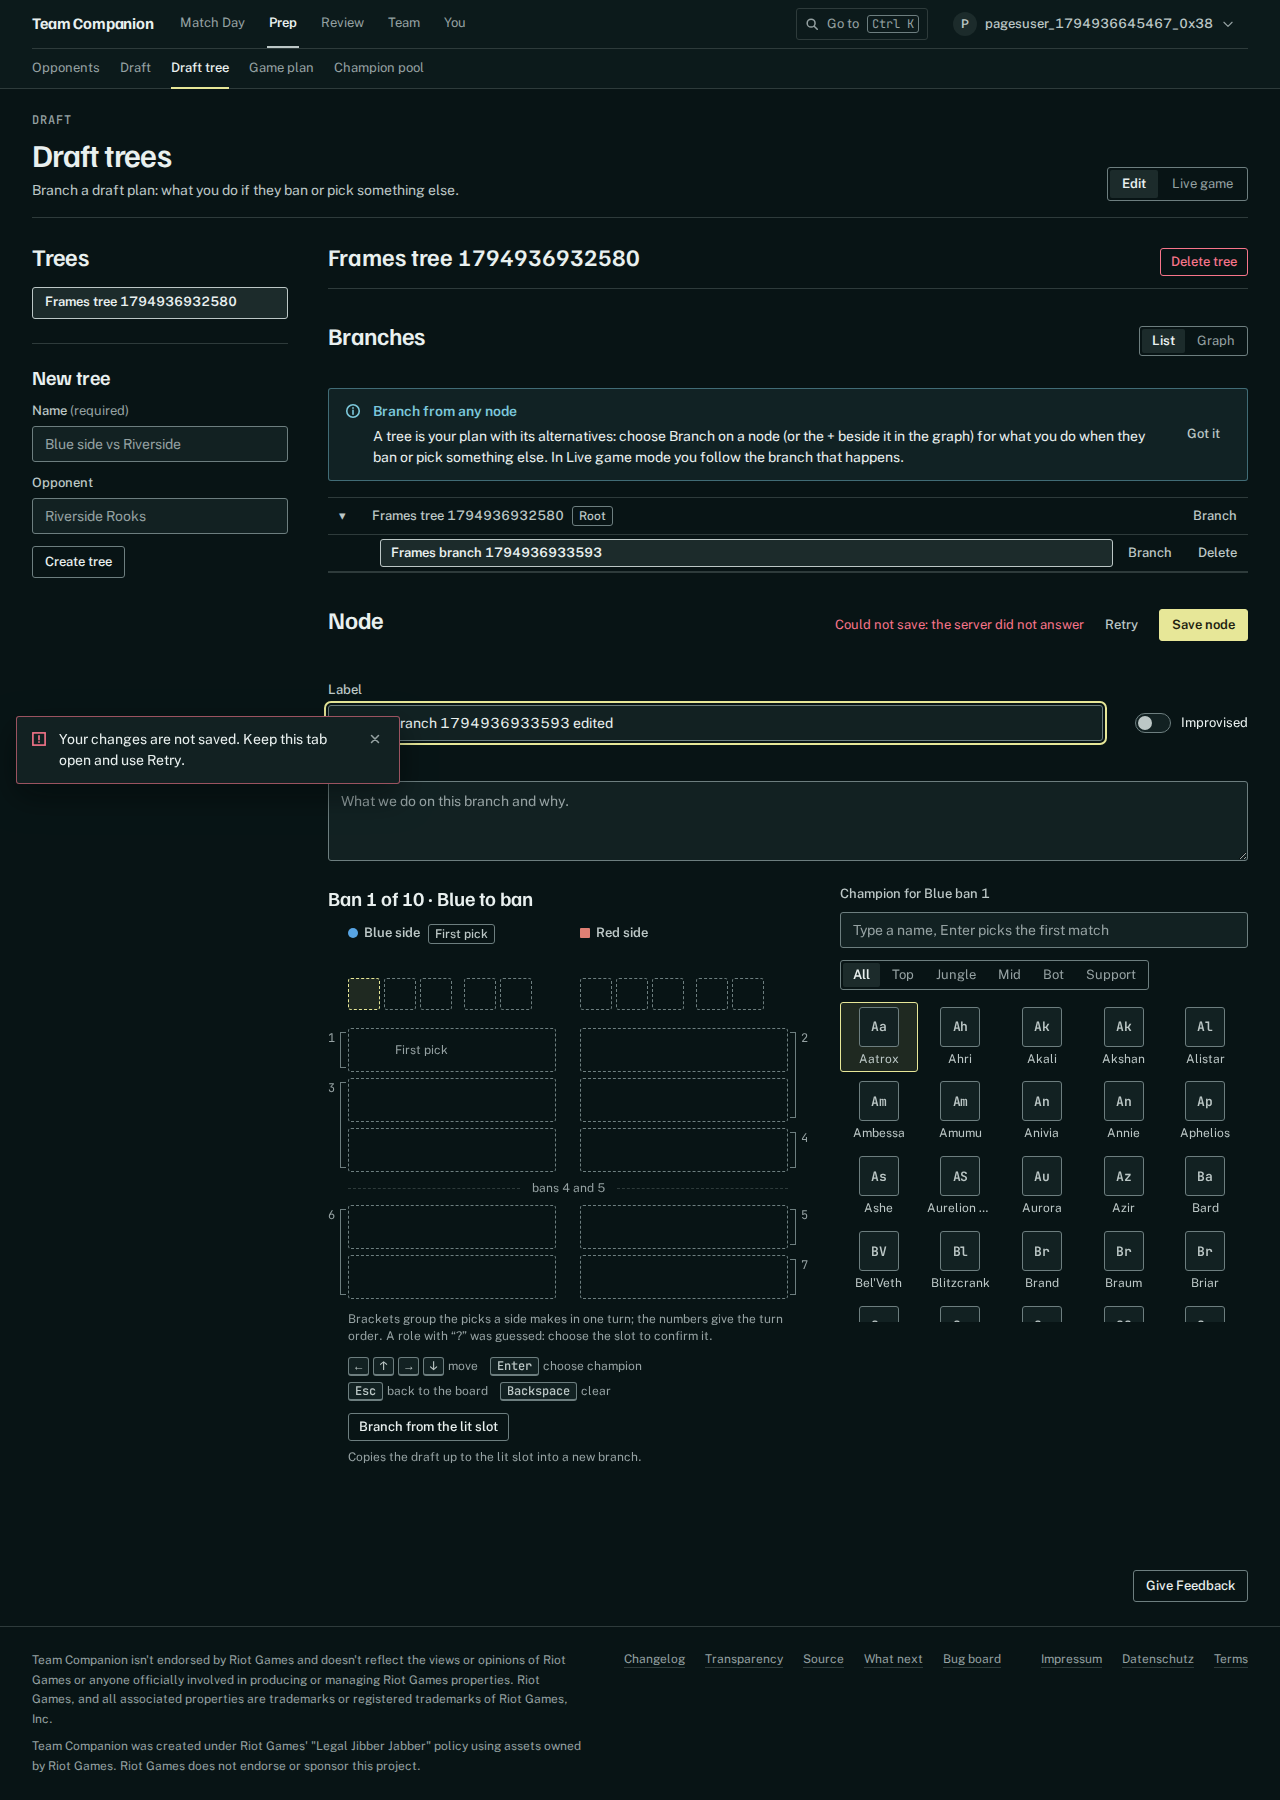 Team Companion
Match Day
Prep
Review
Team
You
Go to
Ctrl K
P
pagesuser_1794936645467_0x38
Opponents
Draft
Draft tree
Game plan
Champion pool
DRAFT
Draft trees
Branch a draft plan: what you do if they ban or pick something else.
Edit
Live game
Trees
Frames tree 1794936932580
New tree
Name (required)
Blue side vs Riverside
Opponent
Riverside Rooks
Create tree
Frames tree 1794936932580
Delete tree
Branches
List
Graph
Branch from any node
A tree is your plan with its alternatives: choose Branch on a node (or the + beside it in the graph) for what you do when they
ban or pick something else. In Live game mode you follow the branch that happens.
Got it
Frames tree 1794936932580
Root
Branch
Frames branch 1794936933593
Branch
Delete
Node
Could not save: the server did not answer
Retry
Save node
Label
ranch 1794936933593 edited
Improvised
Your changes are not saved. Keep this tab
open and use Retry.
What we do on this branch and why.
Ban 1 of 10 · Blue to ban
Blue side
First pick
Red side
1
First pick
2
3
4
bans 4 and 5
6
5
7
Brackets group the picks a side makes in one turn; the numbers give the turn
order. A role with “?” was guessed: choose the slot to confirm it.
← ↑ → ↓ move
Enter choose champion
Esc back to the board
Backspace clear
Branch from the lit slot
Copies the draft up to the lit slot into a new branch.
Champion for Blue ban 1
Type a name, Enter picks the first match
All
Top
Jungle
Mid
Bot
Support
Aa
Ah
Ak
Ak
Al
Aatrox
Ahri
Akali
Akshan
Alistar
Am
Am
An
An
Ap
Ambessa
Amumu
Anivia
Annie
Aphelios
As
AS
Au
Az
Ba
Ashe
Aurelion ...
Aurora
Azir
Bard
BV
Bl
Br
Br
Br
Bel'Veth
Blitzcrank
Brand
Braum
Briar
Give Feedback
Team Companion isn't endorsed by Riot Games and doesn't reflect the views or opinions of Riot
Games or anyone officially involved in producing or managing Riot Games properties. Riot
Games, and all associated properties are trademarks or registered trademarks of Riot Games,
Inc.
Team Companion was created under Riot Games' "Legal Jibber Jabber" policy using assets owned
by Riot Games. Riot Games does not endorse or sponsor this project.
Changelog
Transparency
Source
What next
Bug board
Impressum
Datenschutz
Terms